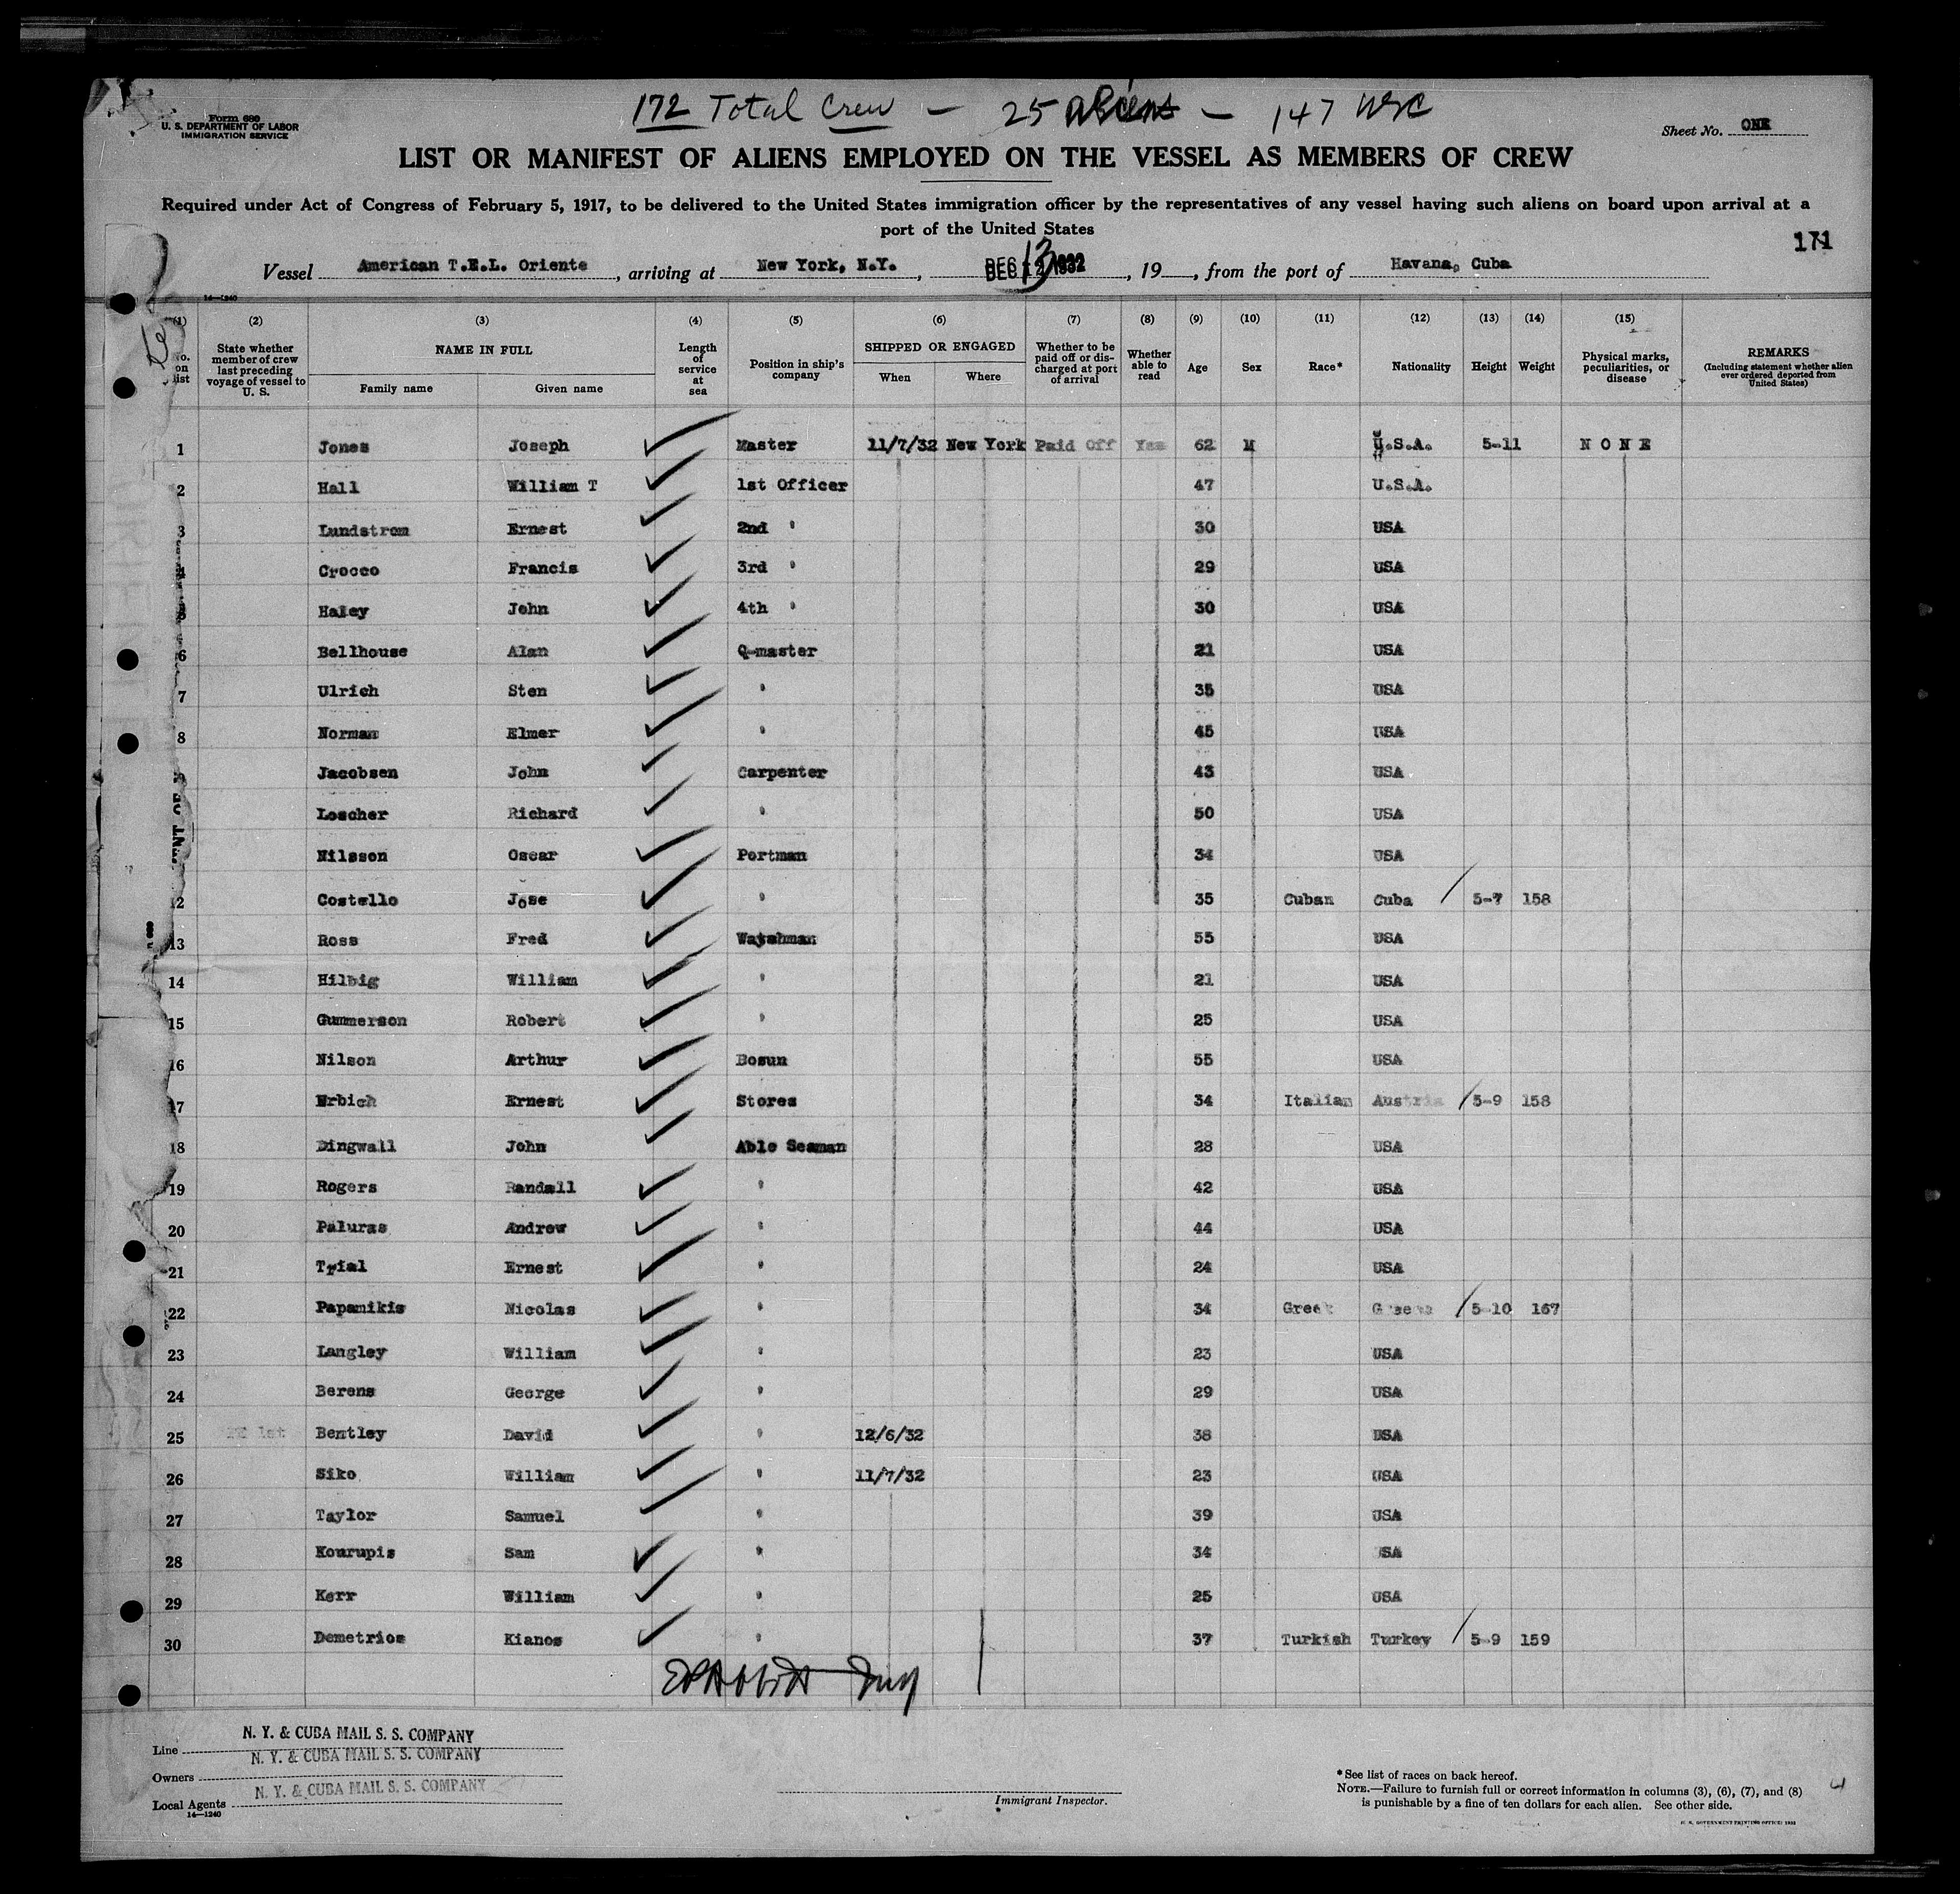 172 Total Crew — 25 aliens — 147 USC
Form 680
U. S. DEPARTMENT OF LABOR
IMMIGRATION SERVICE
Sheet No. ONE
LIST OR MANIFEST OF ALIENS EMPLOYED ON THE VESSEL AS MEMBERS OF CREW
Required under Act of Congress of February 5, 1917, to be delivered to the United States immigration officer by the representatives of any vessel having such aliens on board upon arrival at a
port of the United States
171
Vessel American T.E.L. Oriente, arriving at New York, N.Y., DEC 13 1932, 19, from the port of Havana, Cuba
14—1240
(1) (2) (3) (4) (5) (6) (7) (8) (9) (10) (11) (12) (13) (14) (15)
No. on list
State whether member of crew last preceding voyage of vessel to U. S.
NAME IN FULL
Family name Given name
Length of service at sea
Position in ship's company
SHIPPED OR ENGAGED
When Where
Whether to be paid off or discharged at port of arrival
Whether able to read
Age Sex Race* Nationality Height Weight
Physical marks, peculiarities, or disease
REMARKS
(Including statement whether alien ever ordered deported from United States)
1 Jones Joseph Master 11/7/32 New York Paid Off Yes 62 M U.S.A. 5-11 NONE
2 Hall William T 1st Officer 47 U.S.A.
3 Lundstrom Ernest 2nd " 30 USA
4 Crocco Francis 3rd " 29 USA
5 Haley John 4th " 30 USA
6 Bellhouse Alan Q-master 21 USA
7 Ulrich Sten " 35 USA
8 Norman Elmer " 45 USA
Jacobsen John Carpenter 43 USA
Loscher Richard " 50 USA
Nilsson Oscar Portman 34 USA
12 Costello Jose " 35 Cuban Cuba 5-7 158
13 Ross Fred Watchman 55 USA
14 Hilbig William " 21 USA
15 Gummerson Robert " 25 USA
16 Nilson Arthur Bosun 55 USA
17 Urbich Ernest Stores 34 Italian Austria 5-9 158
18 Dingwall John Able Seaman 28 USA
19 Rogers Randall " 42 USA
20 Paluras Andrew " 44 USA
21 Trial Ernest " 24 USA
22 Papanikis Nicolas " 34 Greek Greece 5-10 167
23 Langley William " 23 USA
24 Berens George " 29 USA
25 Bentley David " 12/6/32 38 USA
26 Siko William " 11/7/32 23 USA
27 Taylor Samuel " 39 USA
28 Kourupis Sam " 34 USA
29 Kerr William " 25 USA
30 Demetrios Kianos " 37 Turkish Turkey 5-9 159
Line N. Y. & CUBA MAIL S. S. COMPANY
Owners N. Y. & CUBA MAIL S. S. COMPANY
Local Agents N. Y. & CUBA MAIL S. S. COMPANY
14—1240
Immigrant Inspector.
*See list of races on back hereof.
NOTE.—Failure to furnish full or correct information in columns (3), (6), (7), and (8)
is punishable by a fine of ten dollars for each alien. See other side.
U. S. GOVERNMENT PRINTING OFFICE: 1932